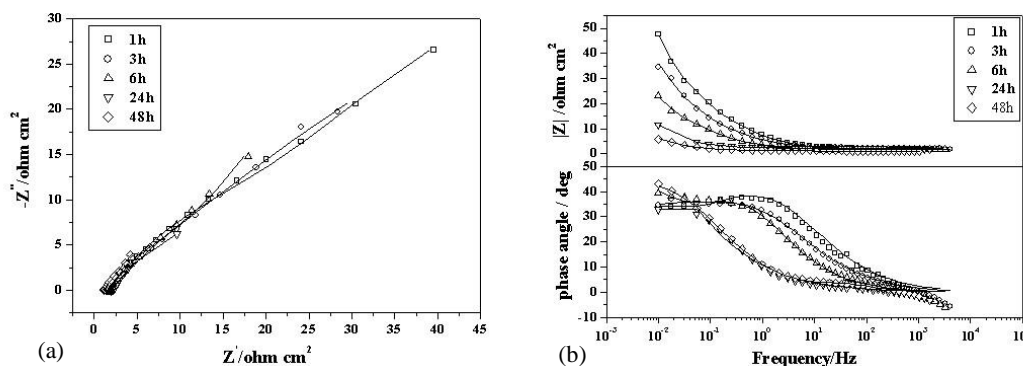 30
25
20
15
10
5
0
1h
3h
6h
24h
48h
-Z''/ohm cm²
0 5 10 15 20 25 30 35 40 45
Z'/ohm cm²
(a)
50
40
30
20
10
0
|Z| /ohm cm²
1h
3h
6h
24h
48h
50
40
30
20
10
0
-10
phase angle / deg
10⁻³ 10⁻² 10⁻¹ 10⁰ 10¹ 10² 10³ 10⁴
Frequency/Hz
(b)